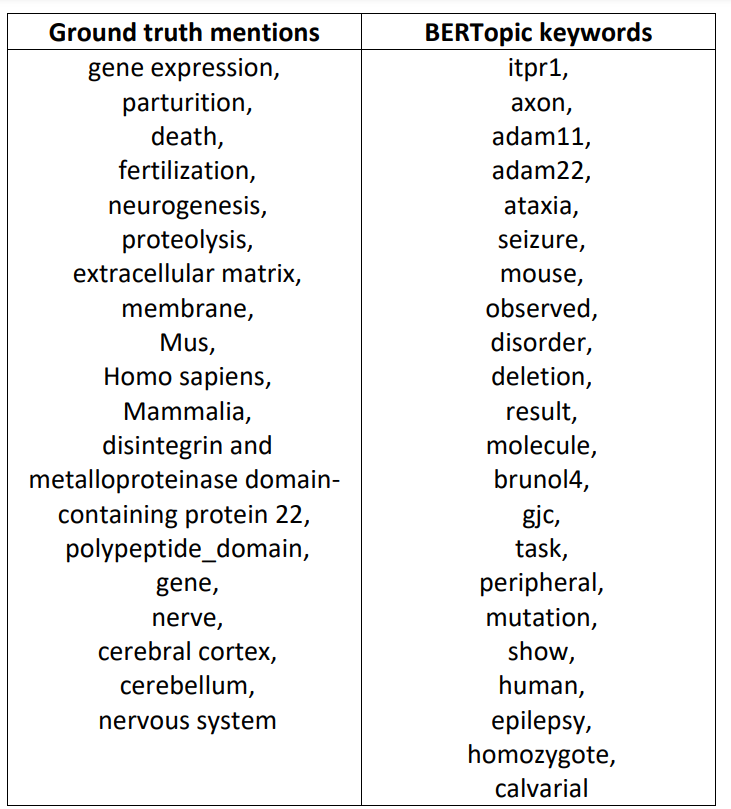 Ground truth mentions
BERTopic keywords
gene expression,
parturition,
death,
fertilization,
neurogenesis,
proteolysis,
extracellular matrix,
membrane,
Mus,
Homo sapiens,
Mammalia,
disintegrin and
metalloproteinase domain-
containing protein 22,
polypeptide_domain,
gene,
nerve,
cerebral cortex,
cerebellum,
nervous system
itpr1,
axon,
adam11,
adam22,
ataxia,
seizure,
mouse,
observed,
disorder,
deletion,
result,
molecule,
brunol4,
gjc,
task,
peripheral,
mutation,
show,
human,
epilepsy,
homozygote,
calvarial